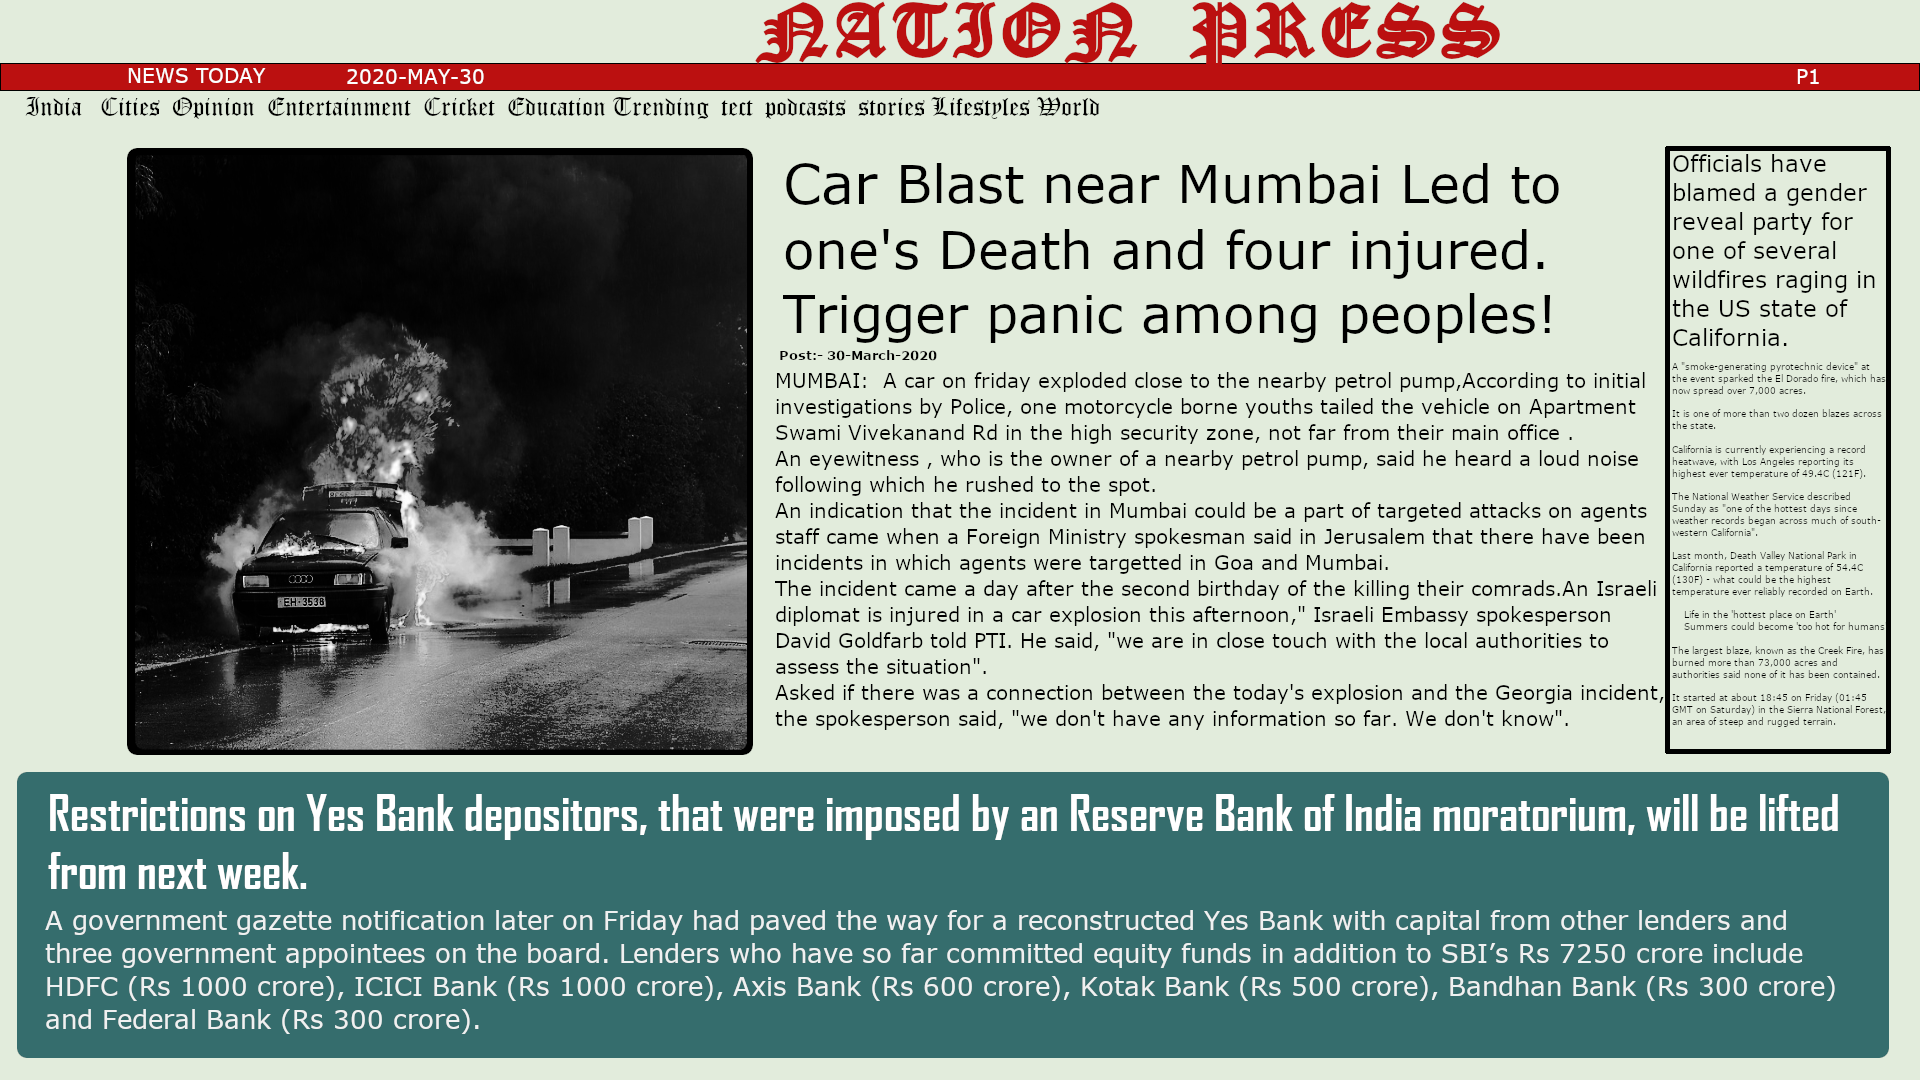 NATION PRESS
NEWS TODAY 2020-MAY-30 P1
India Cities Opinion Entertainment Cricket Education Trending tect podcasts stories Lifestyles World
EH·3536
Car Blast near Mumbai Led to
one's Death and four injured.
Trigger panic among peoples!
Post:- 30-March-2020
MUMBAI: A car on friday exploded close to the nearby petrol pump,According to initial
investigations by Police, one motorcycle borne youths tailed the vehicle on Apartment
Swami Vivekanand Rd in the high security zone, not far from their main office .
An eyewitness , who is the owner of a nearby petrol pump, said he heard a loud noise
following which he rushed to the spot.
An indication that the incident in Mumbai could be a part of targeted attacks on agents
staff came when a Foreign Ministry spokesman said in Jerusalem that there have been
incidents in which agents were targetted in Goa and Mumbai.
The incident came a day after the second birthday of the killing their comrads.An Israeli
diplomat is injured in a car explosion this afternoon," Israeli Embassy spokesperson
David Goldfarb told PTI. He said, "we are in close touch with the local authorities to
assess the situation".
Asked if there was a connection between the today's explosion and the Georgia incident,
the spokesperson said, "we don't have any information so far. We don't know".
Officials have
blamed a gender
reveal party for
one of several
wildfires raging in
the US state of
California.
A "smoke-generating pyrotechnic device" at
the event sparked the El Dorado fire, which has
now spread over 7,000 acres.
It is one of more than two dozen blazes across
the state.
California is currently experiencing a record
heatwave, with Los Angeles reporting its
highest ever temperature of 49.4C (121F).
The National Weather Service described
Sunday as "one of the hottest days since
weather records began across much of south-
western California".
Last month, Death Valley National Park in
California reported a temperature of 54.4C
(130F) - what could be the highest
temperature ever reliably recorded on Earth.
Life in the 'hottest place on Earth'
Summers could become 'too hot for humans
The largest blaze, known as the Creek Fire, has
burned more than 73,000 acres and
authorities said none of it has been contained.
It started at about 18:45 on Friday (01:45
GMT on Saturday) in the Sierra National Forest,
an area of steep and rugged terrain.
Restrictions on Yes Bank depositors, that were imposed by an Reserve Bank of India moratorium, will be lifted
from next week.
A government gazette notification later on Friday had paved the way for a reconstructed Yes Bank with capital from other lenders and
three government appointees on the board. Lenders who have so far committed equity funds in addition to SBI’s Rs 7250 crore include
HDFC (Rs 1000 crore), ICICI Bank (Rs 1000 crore), Axis Bank (Rs 600 crore), Kotak Bank (Rs 500 crore), Bandhan Bank (Rs 300 crore)
and Federal Bank (Rs 300 crore).